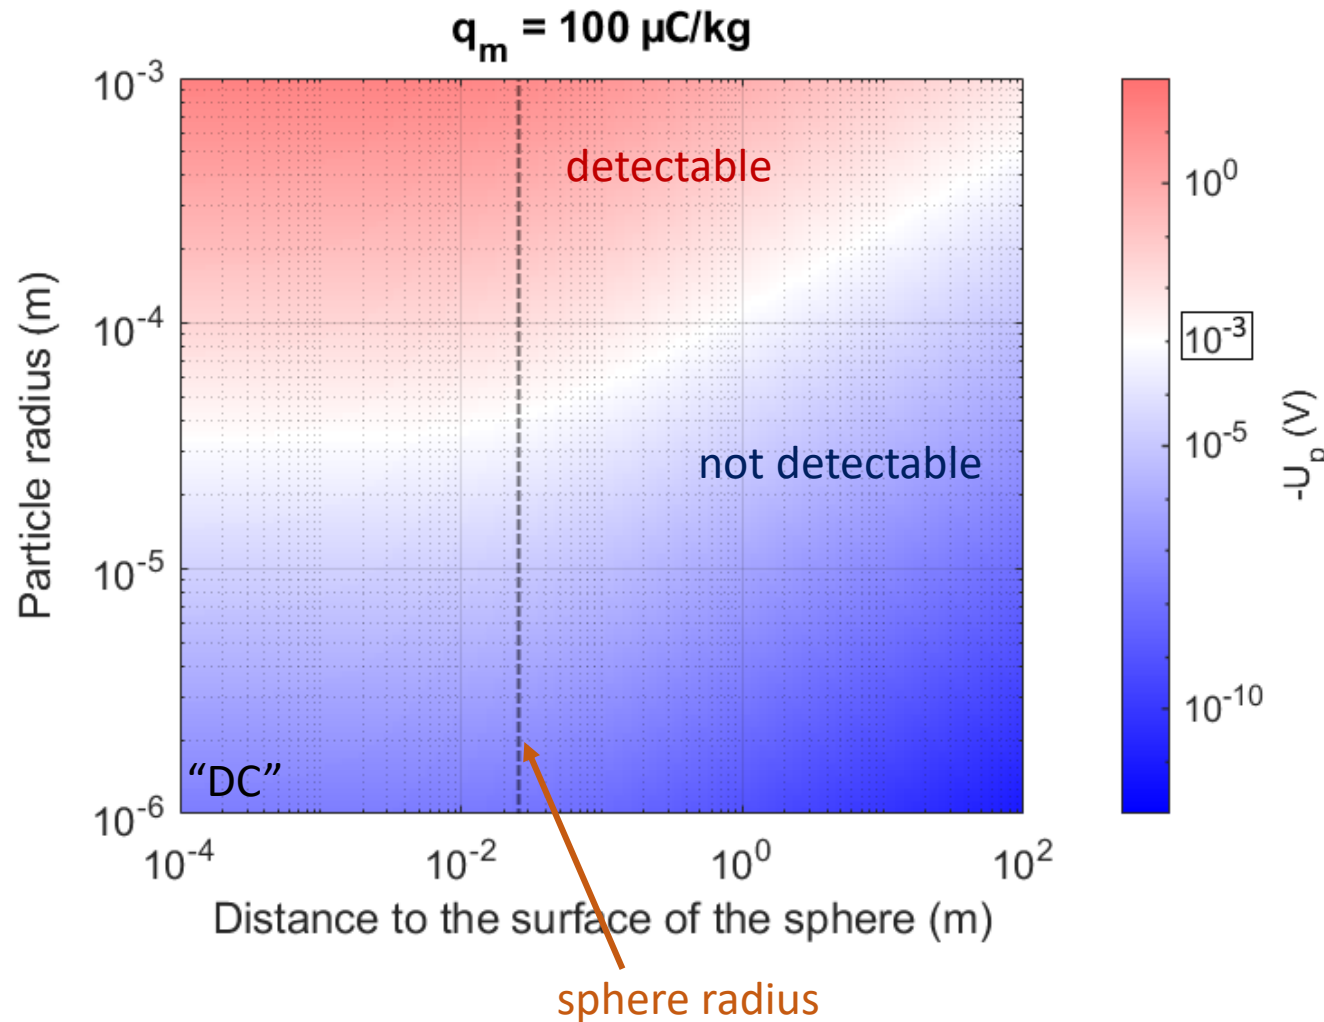 q_m = 100 µC/kg
10^-3
10^-4
10^-5
10^-6
Particle radius (m)
detectable
not detectable
"DC"
10^-4
10^-2
10^0
10^2
Distance to the surface of the sphere (m)
sphere radius
10^0
10^-3
10^-5
10^-10
-U_p (V)